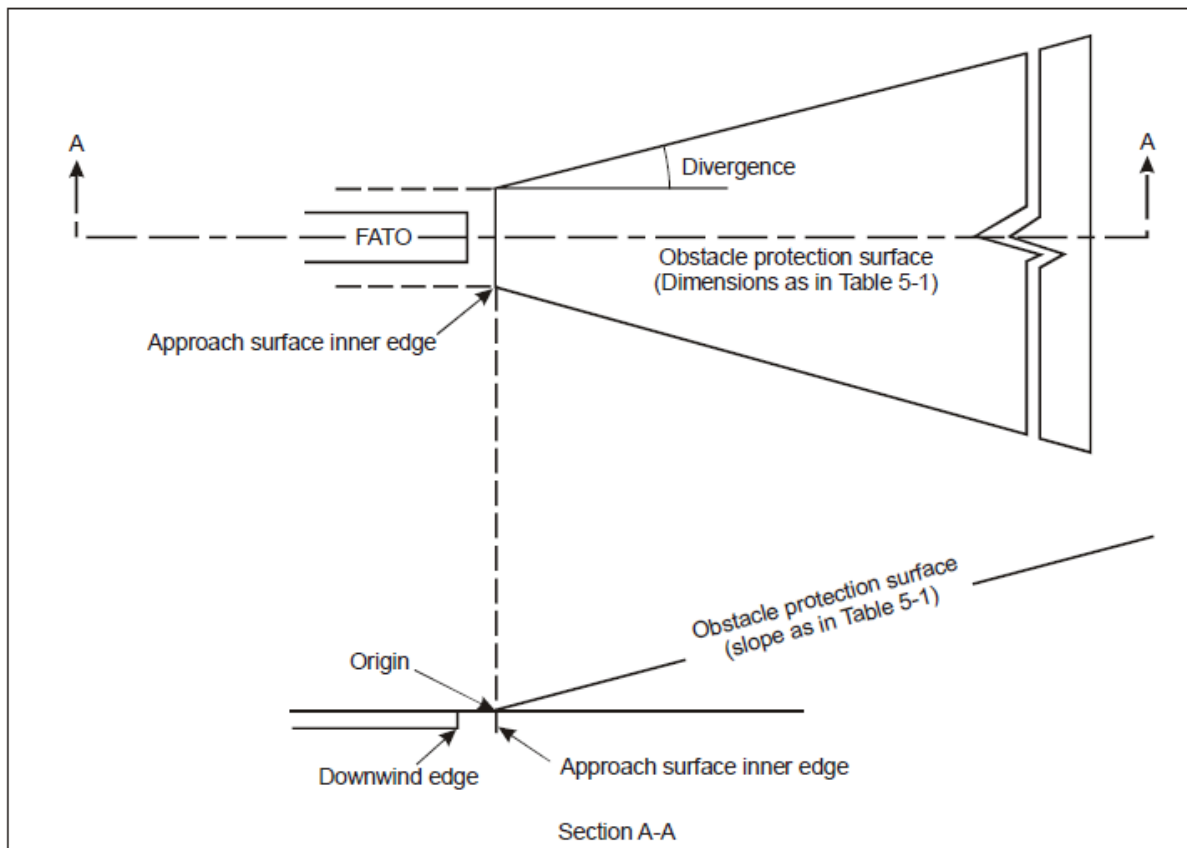 A
A
Divergence
FATO
Obstacle protection surface
(Dimensions as in Table 5-1)
Approach surface inner edge
Obstacle protection surface
(slope as in Table 5-1)
Origin
Downwind edge
Approach surface inner edge
Section A-A